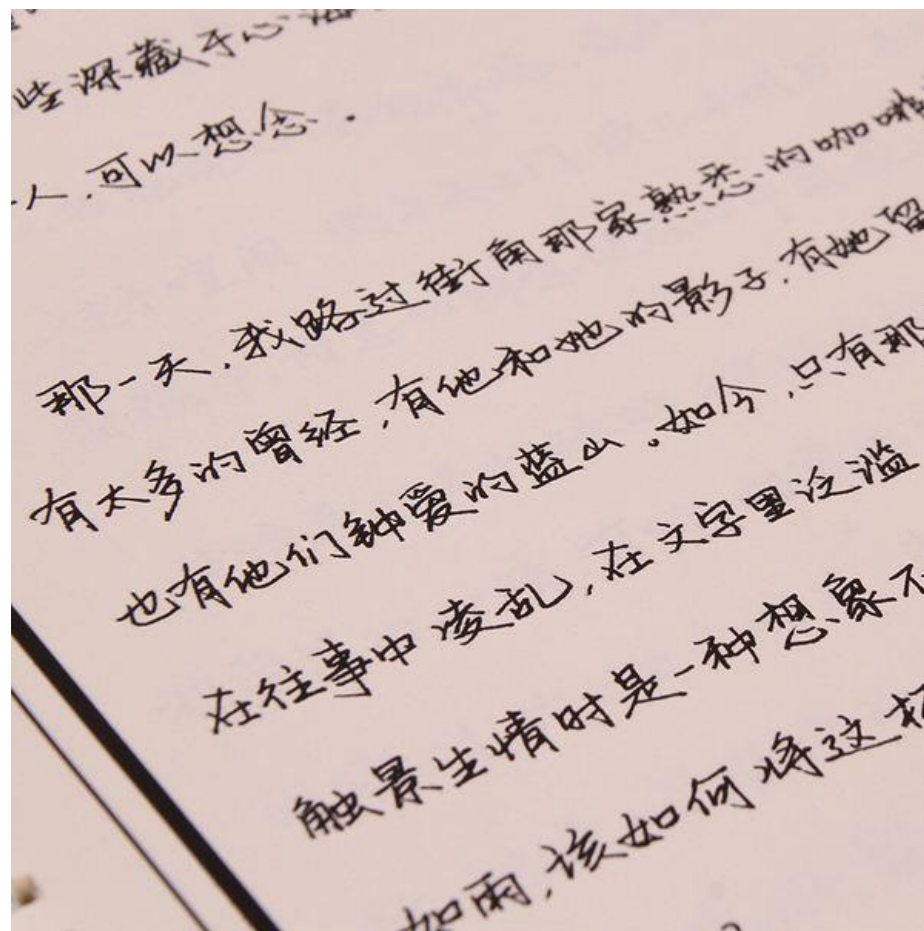 些深藏于心海
人,可以想念.
那一天,我路过街角那家熟悉的咖啡
有太多的曾经,有他和她的影子,有她留
也有他们钟爱的蓝山。如今,只有那
在往事中凌乱,在文字里泛滥
触景生情时是一种想象不
如雨,该如何将这